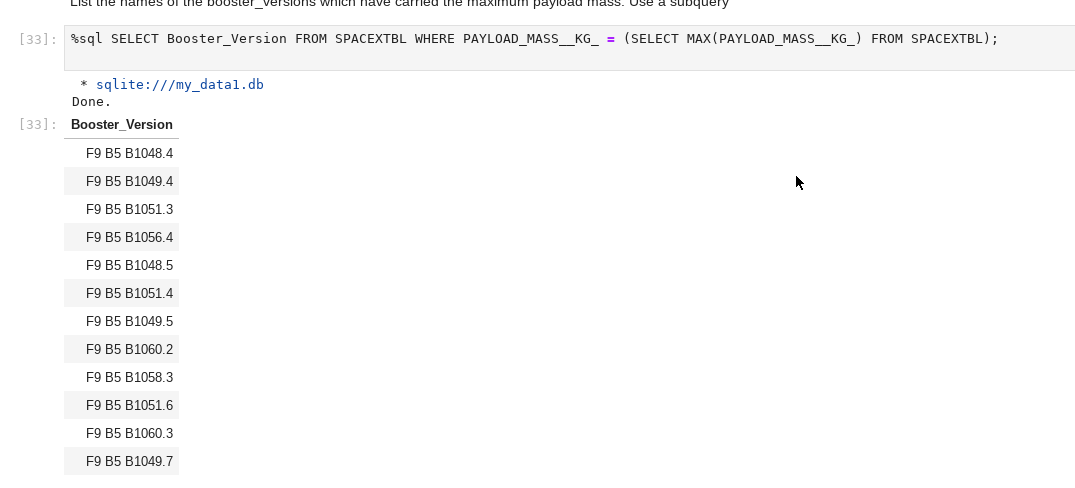 List the names of the booster_versions which have carried the maximum payload mass. Use a subquery
[33]: %sql SELECT Booster_Version FROM SPACEXTBL WHERE PAYLOAD_MASS__KG_ = (SELECT MAX(PAYLOAD_MASS__KG_) FROM SPACEXTBL);
* sqlite:///my_data1.db
Done.
[33]: Booster_Version
F9 B5 B1048.4
F9 B5 B1049.4
F9 B5 B1051.3
F9 B5 B1056.4
F9 B5 B1048.5
F9 B5 B1051.4
F9 B5 B1049.5
F9 B5 B1060.2
F9 B5 B1058.3
F9 B5 B1051.6
F9 B5 B1060.3
F9 B5 B1049.7